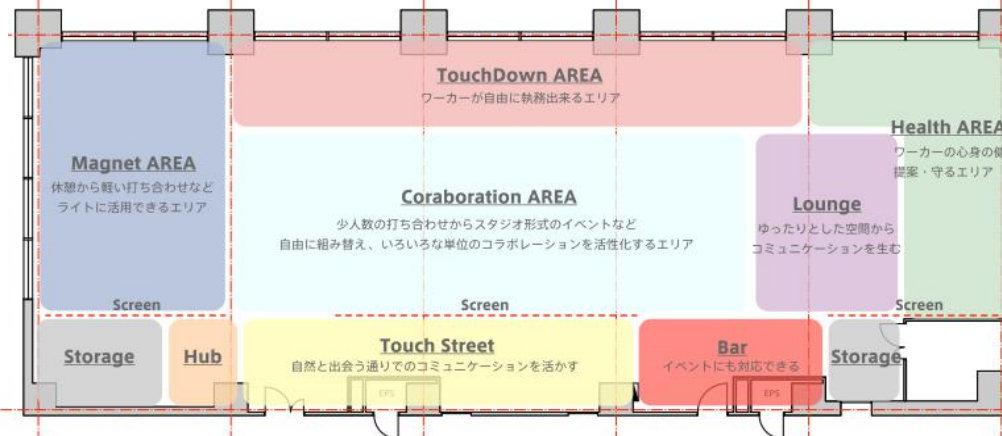 TouchDown AREA
ワーカーが自由に執務出来るエリア
Health AREA
ワーカーの心身の
提案・守るエリア
Magnet AREA
休憩から軽い打ち合わせなど
ライトに活用できるエリア
Coraboration AREA
少人数の打ち合わせからスタジオ形式のイベントなど
自由に組み替え、いろいろな単位のコラボレーションを活性化するエリア
Lounge
ゆったりとした空間から
コミュニケーションを生む
Screen
Screen
Screen
Storage
Hub
Touch Street
自然と出会う通りでのコミュニケーションを活かす
Bar
イベントにも対応できる
Storage
EPS
EPS